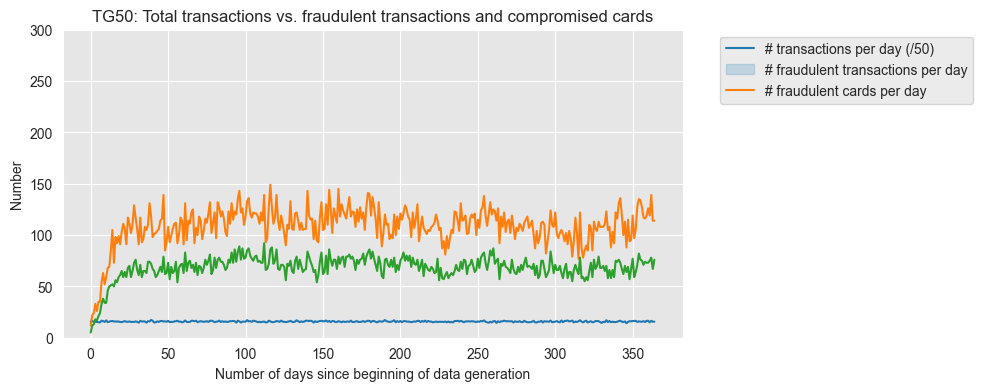 TG50: Total transactions vs. fraudulent transactions and compromised cards
300
250
200
150
100
50
0
Number
0 50 100 150 200 250 300 350
Number of days since beginning of data generation
# transactions per day (/50)
# fraudulent transactions per day
# fraudulent cards per day